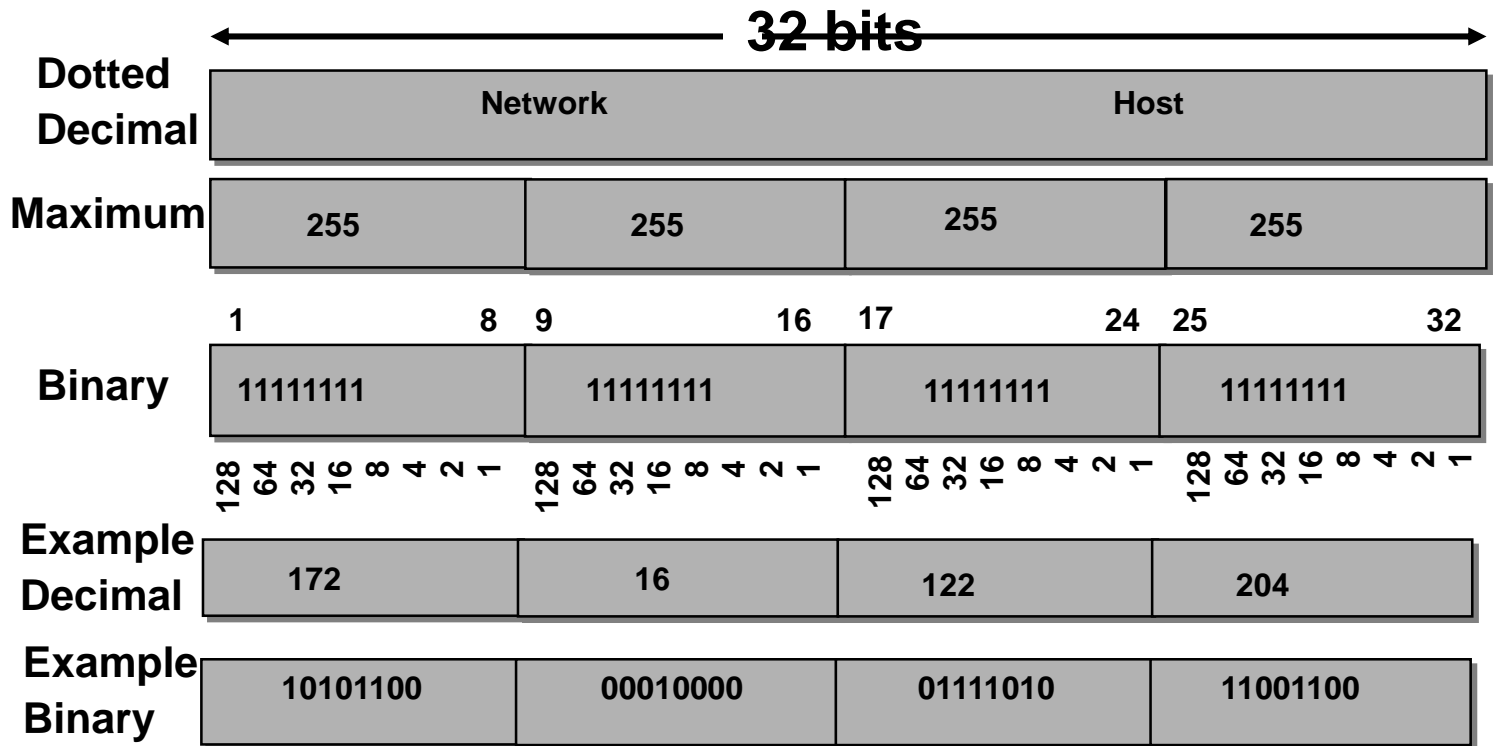 32 bits
Dotted
Decimal
Network Host
Maximum 255 255 255 255
1 8 9 16 17 24 25 32
Binary 11111111 11111111 11111111 11111111
128 64 32 16 8 4 2 1 128 64 32 16 8 4 2 1 128 64 32 16 8 4 2 1 128 64 32 16 8 4 2 1
Example
Decimal
172 16 122 204
Example
Binary
10101100 00010000 01111010 11001100